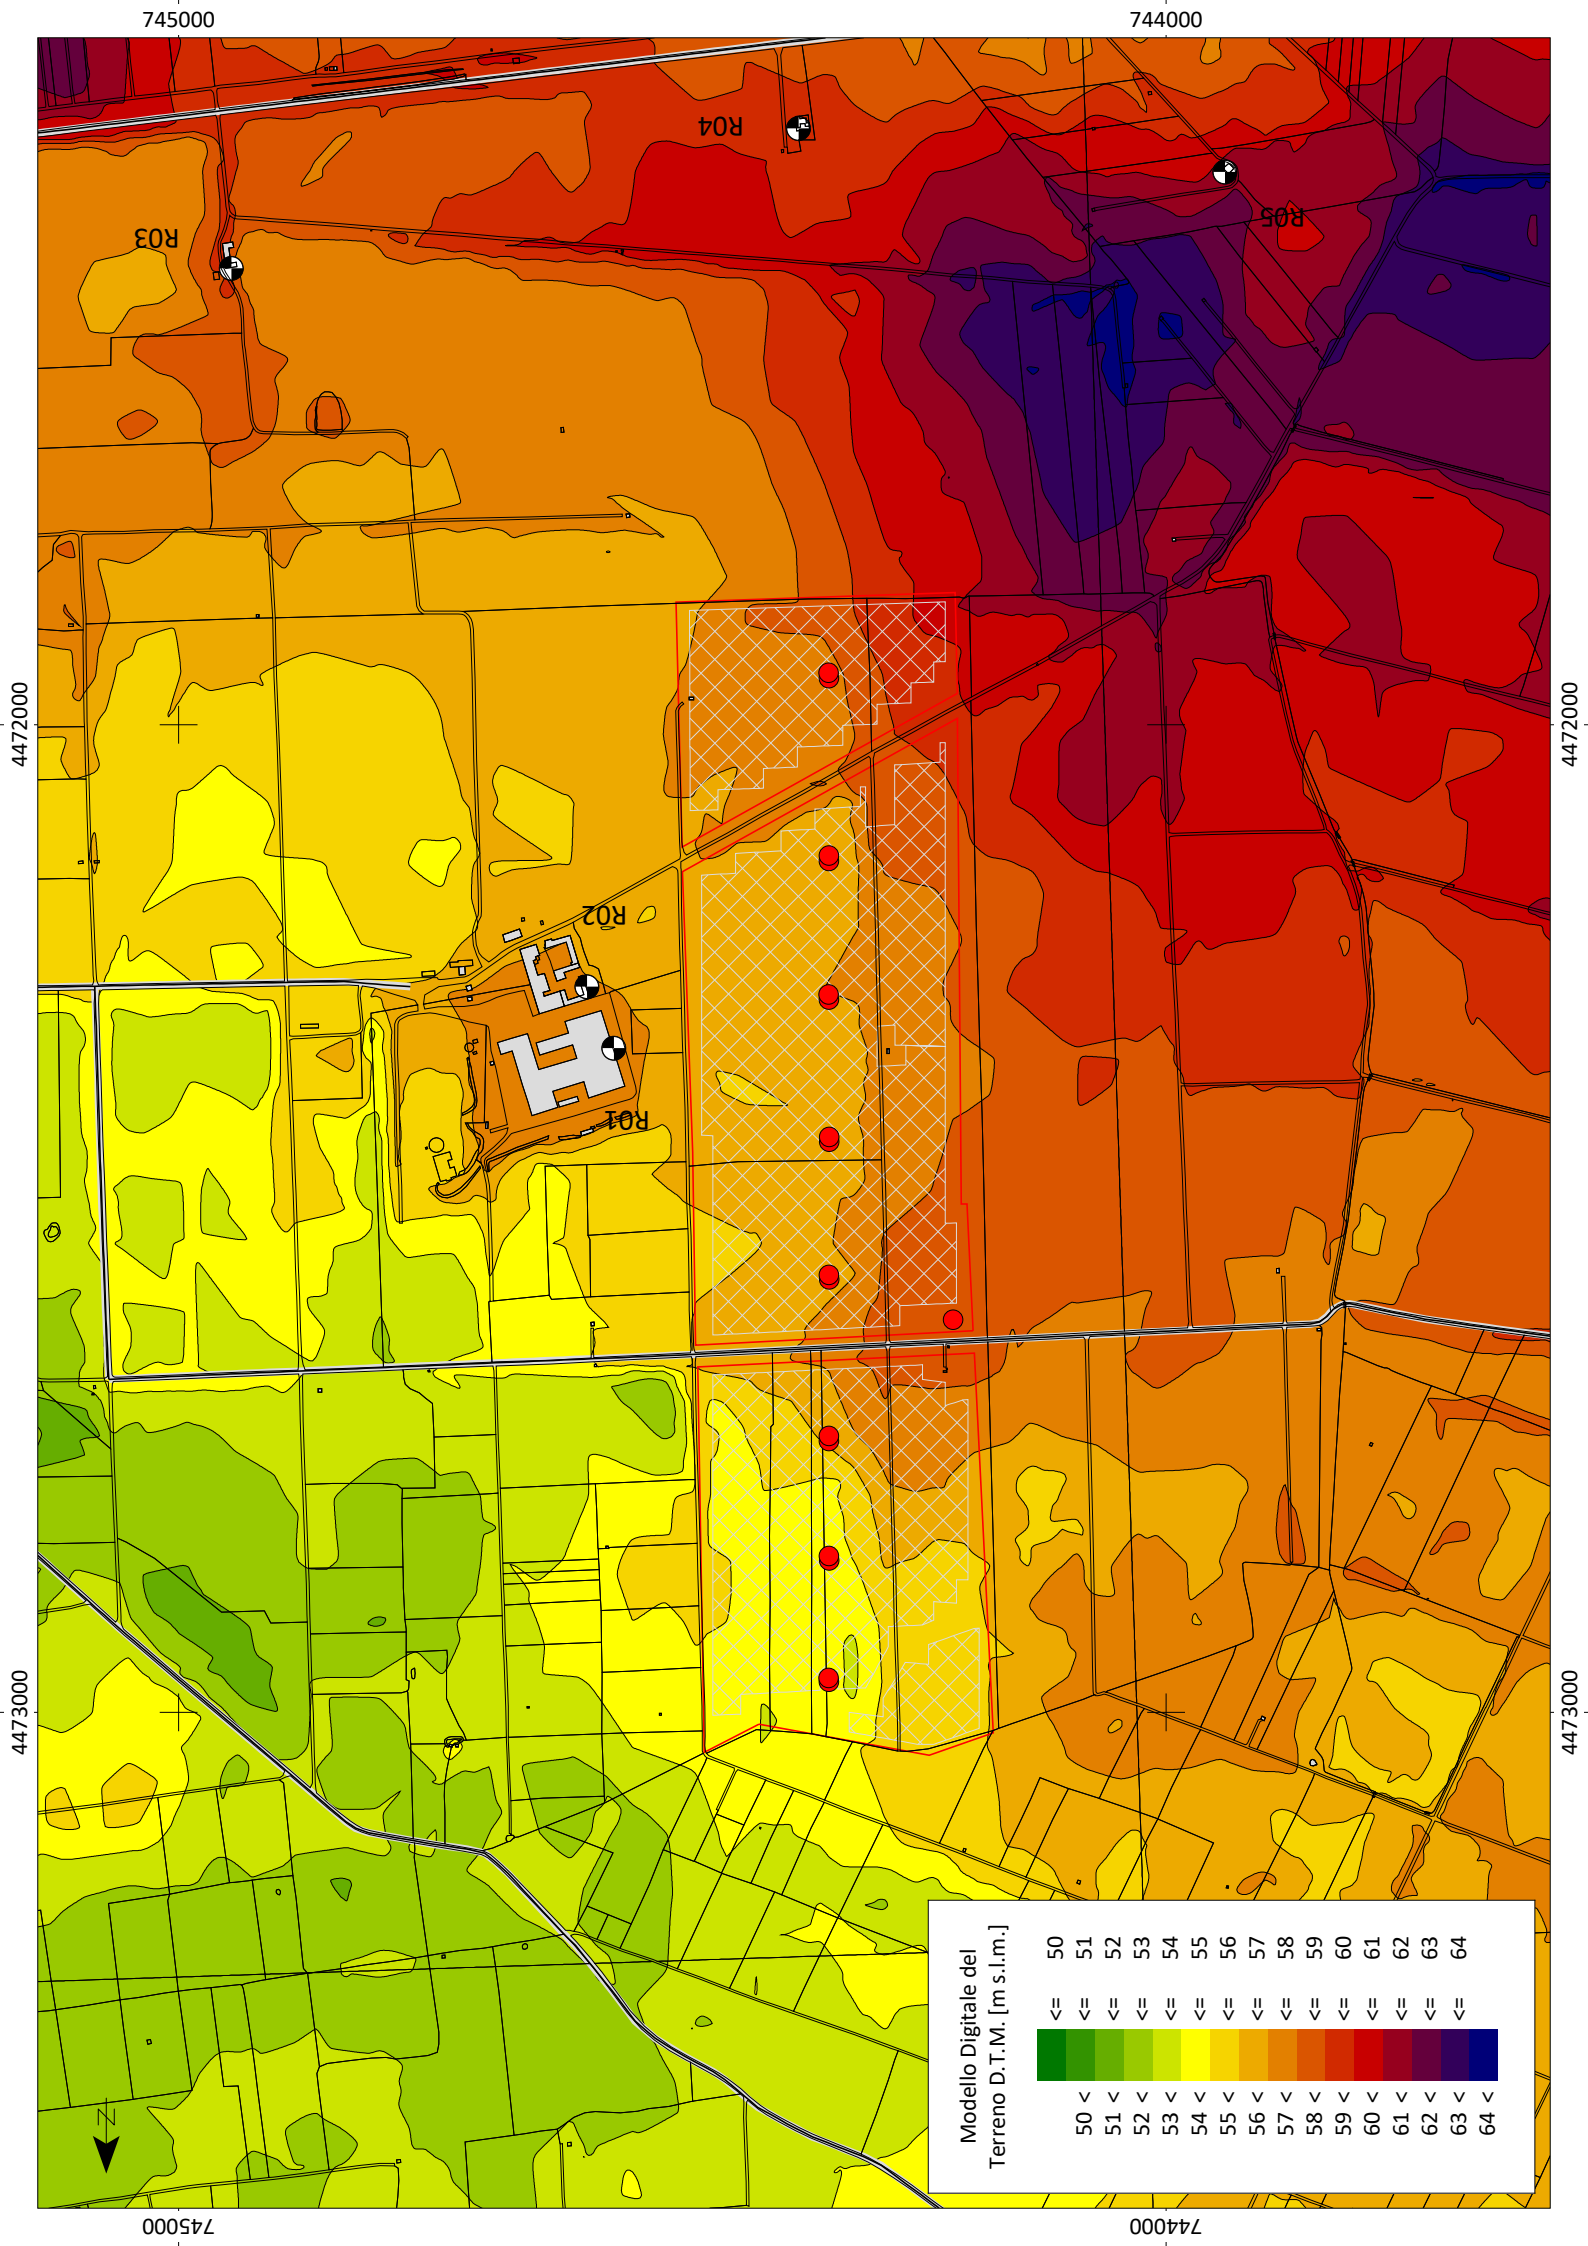 745000
744000
R04
R03
R05
4472000
4472000
R02
R01
4473000
4473000
Modello Digitale del
Terreno D.T.M. [m s.l.m.]
<= 50
50 < <= 51
51 < <= 52
52 < <= 53
53 < <= 54
54 < <= 55
55 < <= 56
56 < <= 57
57 < <= 58
58 < <= 59
59 < <= 60
60 < <= 61
61 < <= 62
62 < <= 63
63 < <= 64
64 <
N
745000
744000